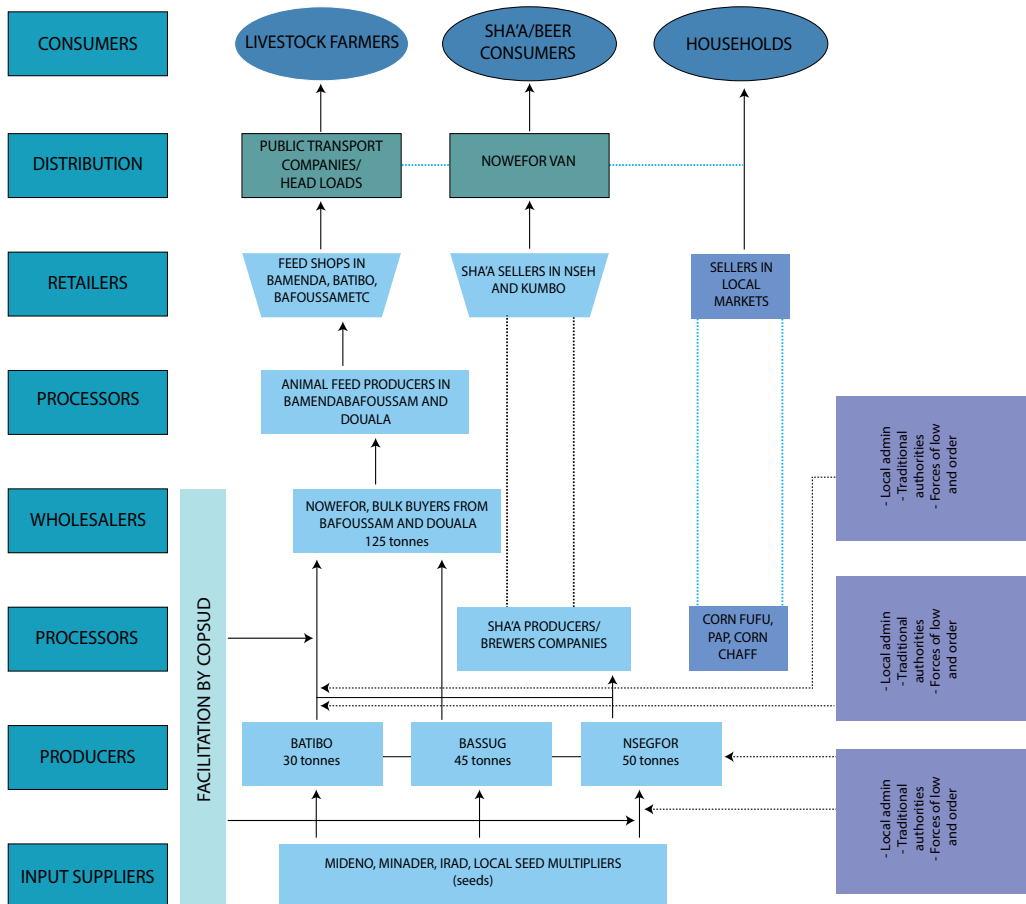 CONSUMERS
LIVESTOCK FARMERS
SHA'A/BEER
CONSUMERS
HOUSEHOLDS
DISTRIBUTION
PUBLIC TRANSPORT
COMPANIES/
HEAD LOADS
NOWEFOR VAN
RETAILERS
FEED SHOPS IN
BAMENDA, BATIBO,
BAFOUSSAMETC
SHA'A SELLERS IN NSEH
AND KUMBO
SELLERS IN
LOCAL
MARKETS
PROCESSORS
ANIMAL FEED PRODUCERS IN
BAMENDABAFOUSSAM AND
DOUALA
- Local admin
- Traditional
authorities
- Forces of low
and order
WHOLESALERS
NOWEFOR, BULK BUYERS FROM
BAFOUSSAM AND DOUALA
125 tonnes
FACILITATION BY COPSUD
PROCESSORS
SHA'A PRODUCERS/
BREWERS COMPANIES
CORN FUFU,
PAP, CORN
CHAFF
- Local admin
- Traditional
authorities
- Forces of low
and order
PRODUCERS
BATIBO
30 tonnes
BASSUG
45 tonnes
NSEGFOR
50 tonnes
- Local admin
- Traditional
authorities
- Forces of low
and order
INPUT SUPPLIERS
MIDENO, MINADER, IRAD, LOCAL SEED MULTIPLIERS
(seeds)